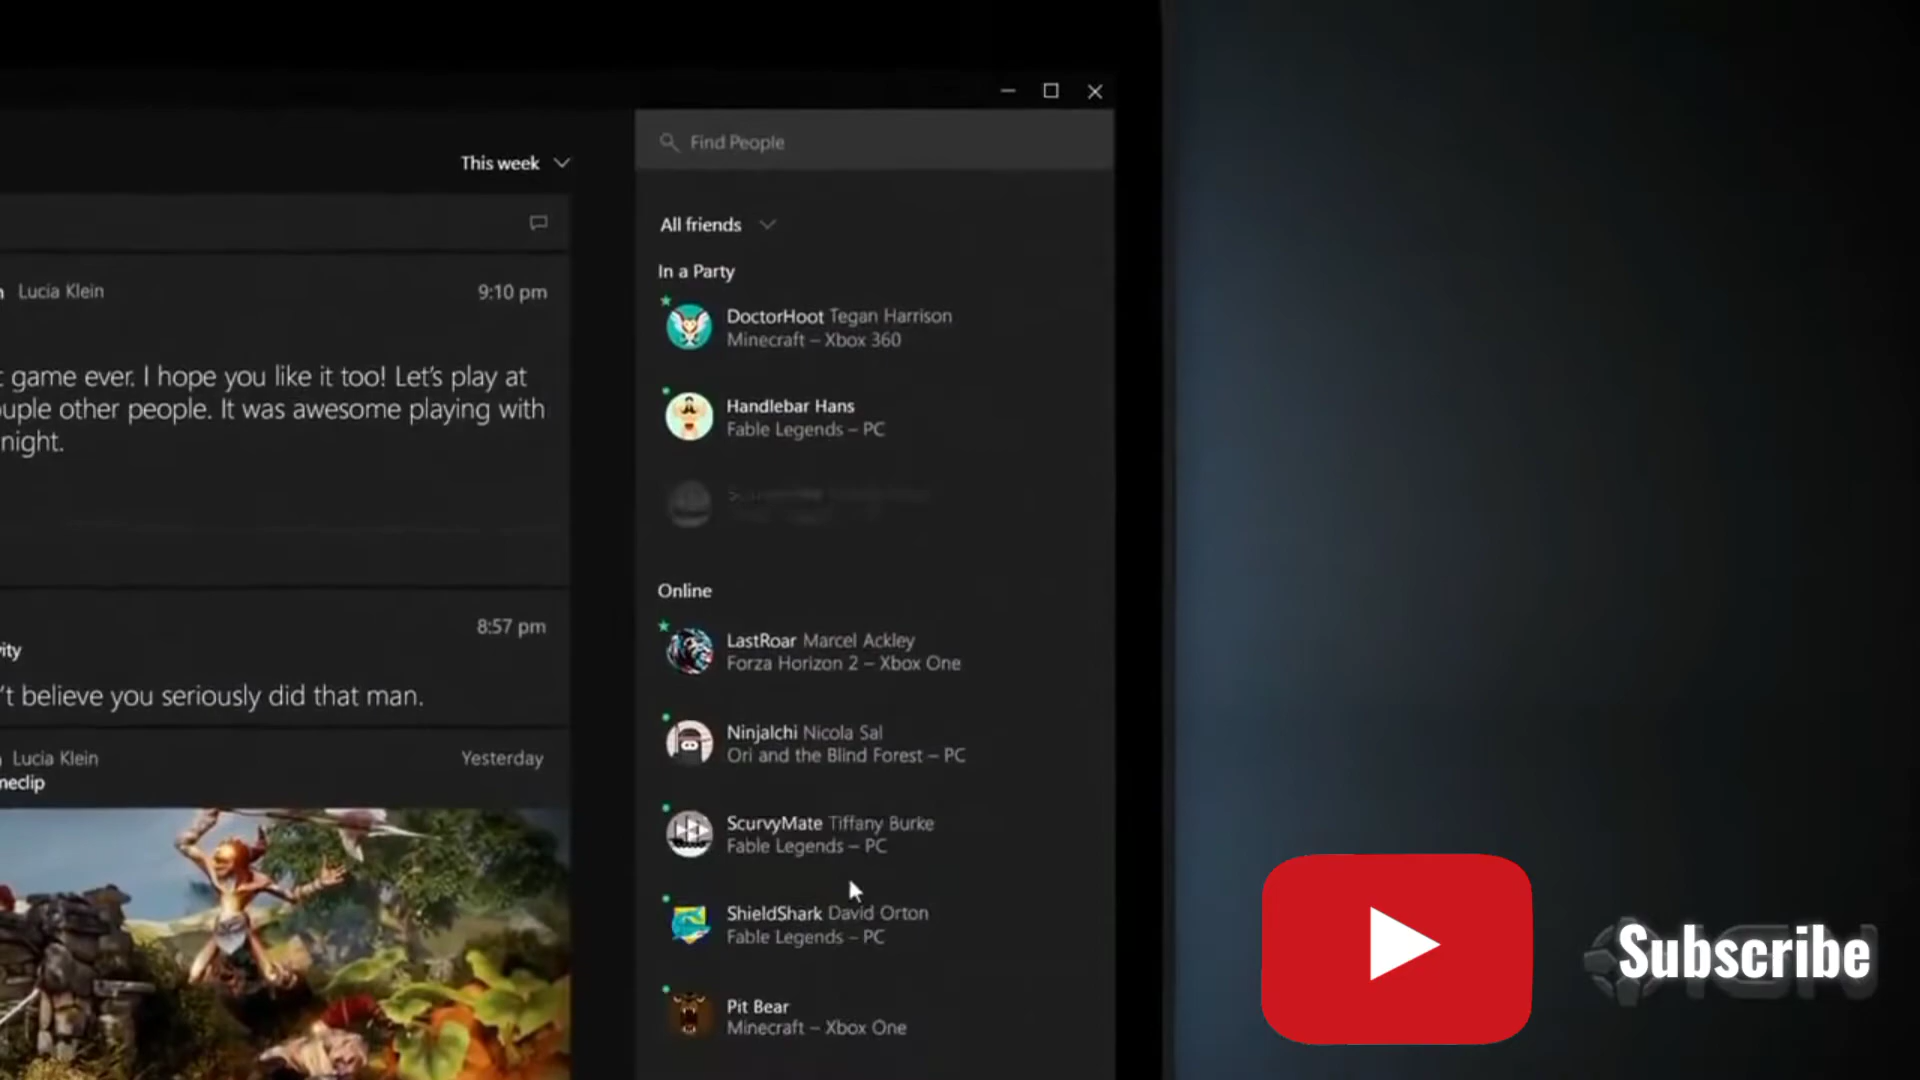 This week
Find People
All friends
In a Party
Lucia Klein 9:10 pm
DoctorHoot Tegan Harrison
Minecraft – Xbox 360
game ever. I hope you like it too! Let's play at
other people. It was awesome playing with
night.
Handlebar Hans
Fable Legends – PC
Online
8:57 pm
LastRoar Marcel Ackley
Forza Horizon 2 – Xbox One
't believe you seriously did that man.
NinjaIchi Nicola Sal
Ori and the Blind Forest – PC
Lucia Klein Yesterday
ScurvyMate Tiffany Burke
Fable Legends – PC
ShieldShark David Orton
Fable Legends – PC
Pit Bear
Minecraft – Xbox One
Subscribe
IGN